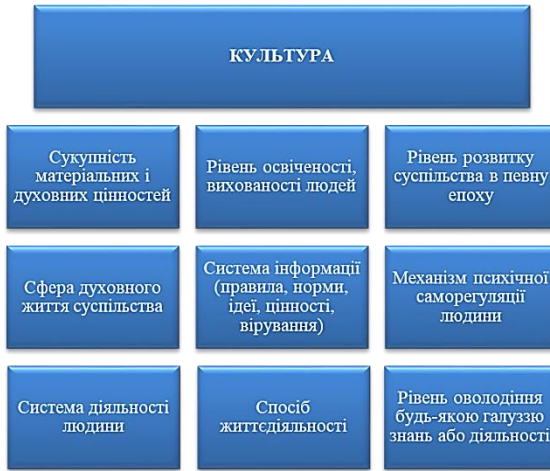 КУЛЬТУРА
Сукупність
матеріальних і
духовних цінностей
Рівень освіченості,
вихованості людей
Рівень розвитку
суспільства в певну
епоху
Сфера духовного
життя суспільства
Система інформації
(правила, норми,
ідеї, цінності,
вірування)
Механізм психічної
саморегуляції
людини
Система діяльності
людини
Спосіб
життєдіяльності
Рівень оволодіння
будь-якою галуззю
знань або діяльності